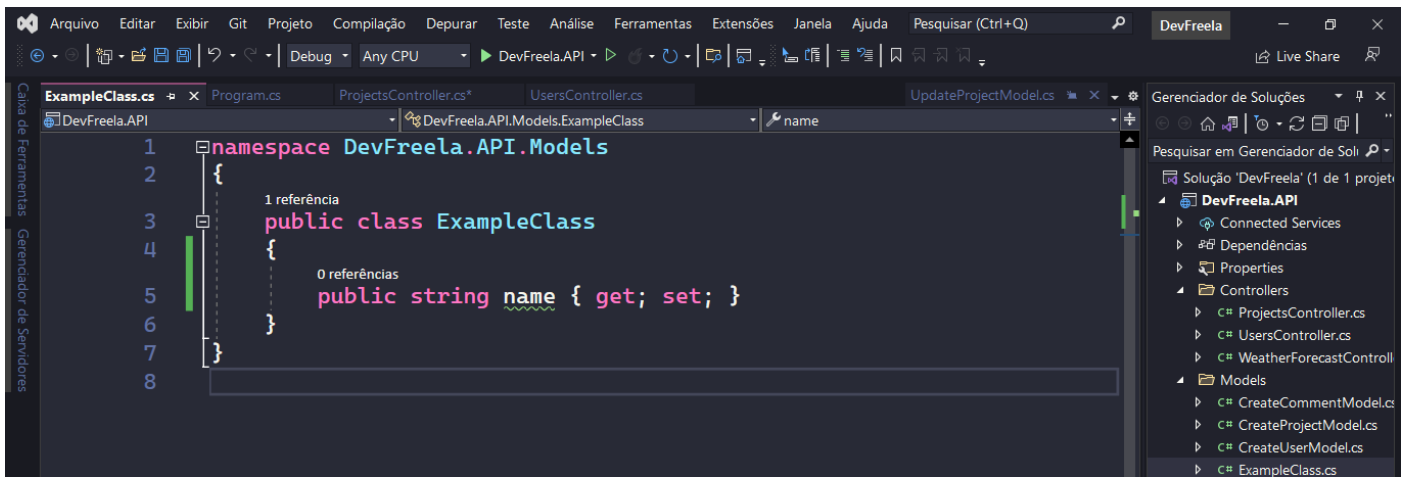 Arquivo Editar Exibir Git Projeto Compilação Depurar Teste Análise Ferramentas Extensões Janela Ajuda Pesquisar (Ctrl+Q) DevFreela
Debug Any CPU DevFreela.API Live Share
Caixa de Ferramentas
Gerenciador de Servidores
ExampleClass.cs Program.cs ProjectsController.cs* UsersController.cs UpdateProjectModel.cs
DevFreela.API DevFreela.API.Models.ExampleClass name
1 namespace DevFreela.API.Models
2 {
1 referência
3 public class ExampleClass
4 {
0 referências
5 public string name { get; set; }
6 }
7 }
8
Gerenciador de Soluções
Pesquisar em Gerenciador de Solu
Solução 'DevFreela' (1 de 1 projeto
DevFreela.API
Connected Services
Dependências
Properties
Controllers
C# ProjectsController.cs
C# UsersController.cs
C# WeatherForecastControll
Models
C# CreateCommentModel.cs
C# CreateProjectModel.cs
C# CreateUserModel.cs
C# ExampleClass.cs